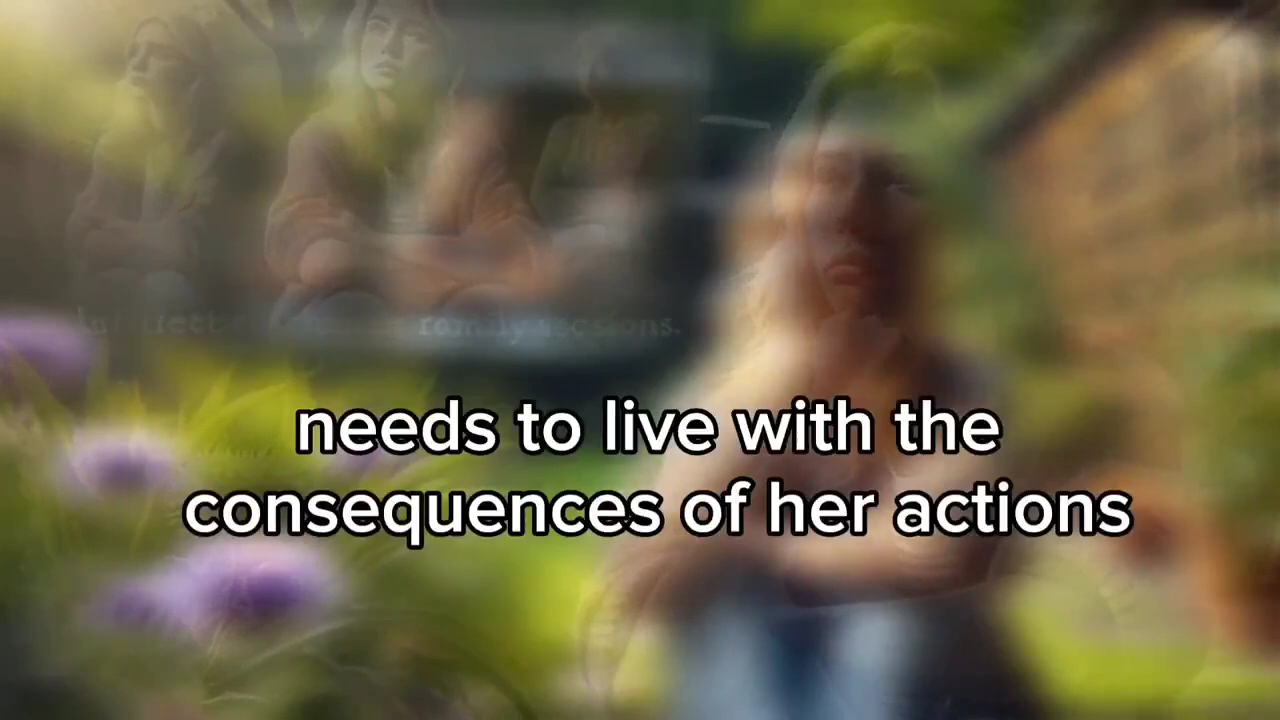 needs to live with the
consequences of her actions